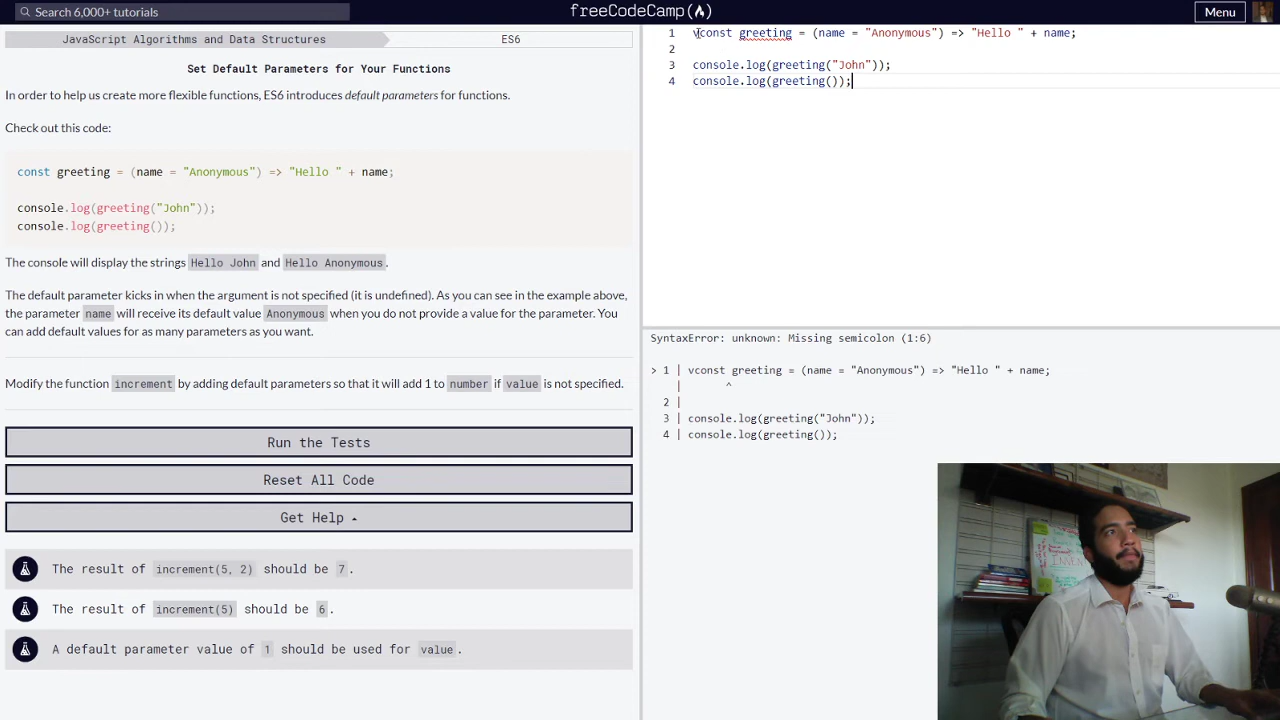 Search 6,000+ tutorials
freeCodeCamp
Menu
JavaScript Algorithms and Data Structures
ES6
Set Default Parameters for Your Functions
In order to help us create more flexible functions, ES6 introduces default parameters for functions.
Check out this code:
const greeting = (name = "Anonymous") => "Hello " + name;
console.log(greeting("John"));
console.log(greeting());
The console will display the strings Hello John and Hello Anonymous.
The default parameter kicks in when the argument is not specified (it is undefined). As you can see in the example above,
the parameter name will receive its default value Anonymous when you do not provide a value for the parameter. You
can add default values for as many parameters as you want.
Modify the function increment by adding default parameters so that it will add 1 to number if value is not specified.
Run the Tests
Reset All Code
Get Help
The result of increment(5, 2) should be 7.
The result of increment(5) should be 6.
A default parameter value of 1 should be used for value.
1 vconst greeting = (name = "Anonymous") => "Hello " + name;
2
3 console.log(greeting("John"));
4 console.log(greeting());
SyntaxError: unknown: Missing semicolon (1:6)
> 1 | vconst greeting = (name = "Anonymous") => "Hello " + name;
| ^
2 |
3 | console.log(greeting("John"));
4 | console.log(greeting());